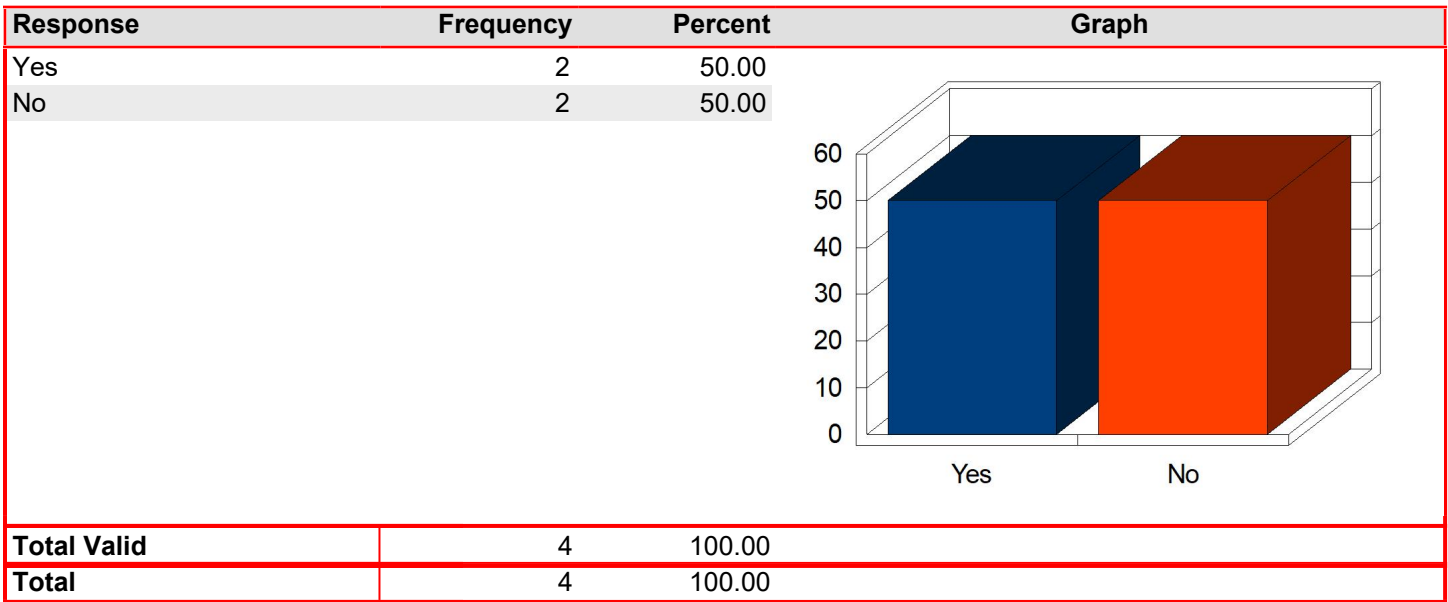 Response Frequency Percent Graph
Yes 2 50.00
No 2 50.00
60
50
40
30
20
10
0
Yes No
Total Valid 4 100.00
Total 4 100.00